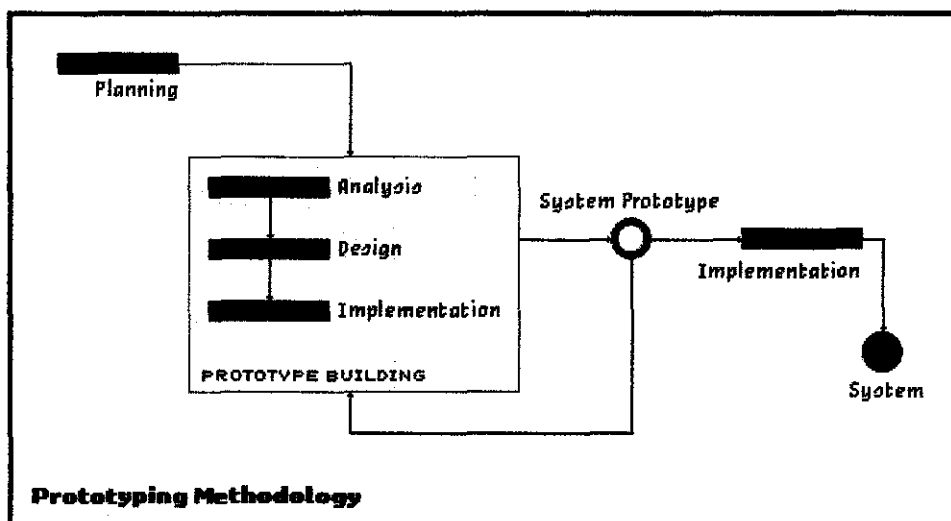 Planning
Analysis
System Prototype
Design
Implementation
Implementation
PROTOTYPE BUILDING
System
Prototyping Methodology